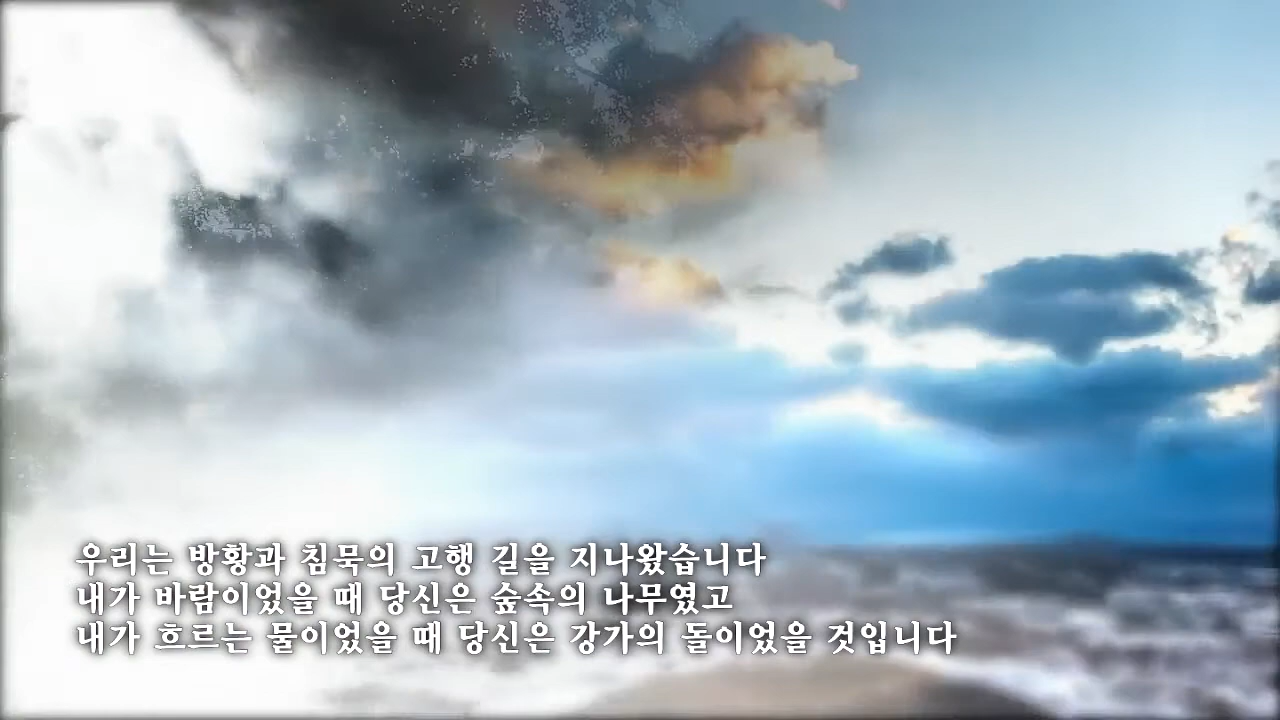 우리는 방황과 침묵의 고행 길을 지나왔습니다
내가 바람이었을 때 당신은 숲속의 나무였고
내가 흐르는 물이었을 때 당신은 강가의 돌이었을 것입니다